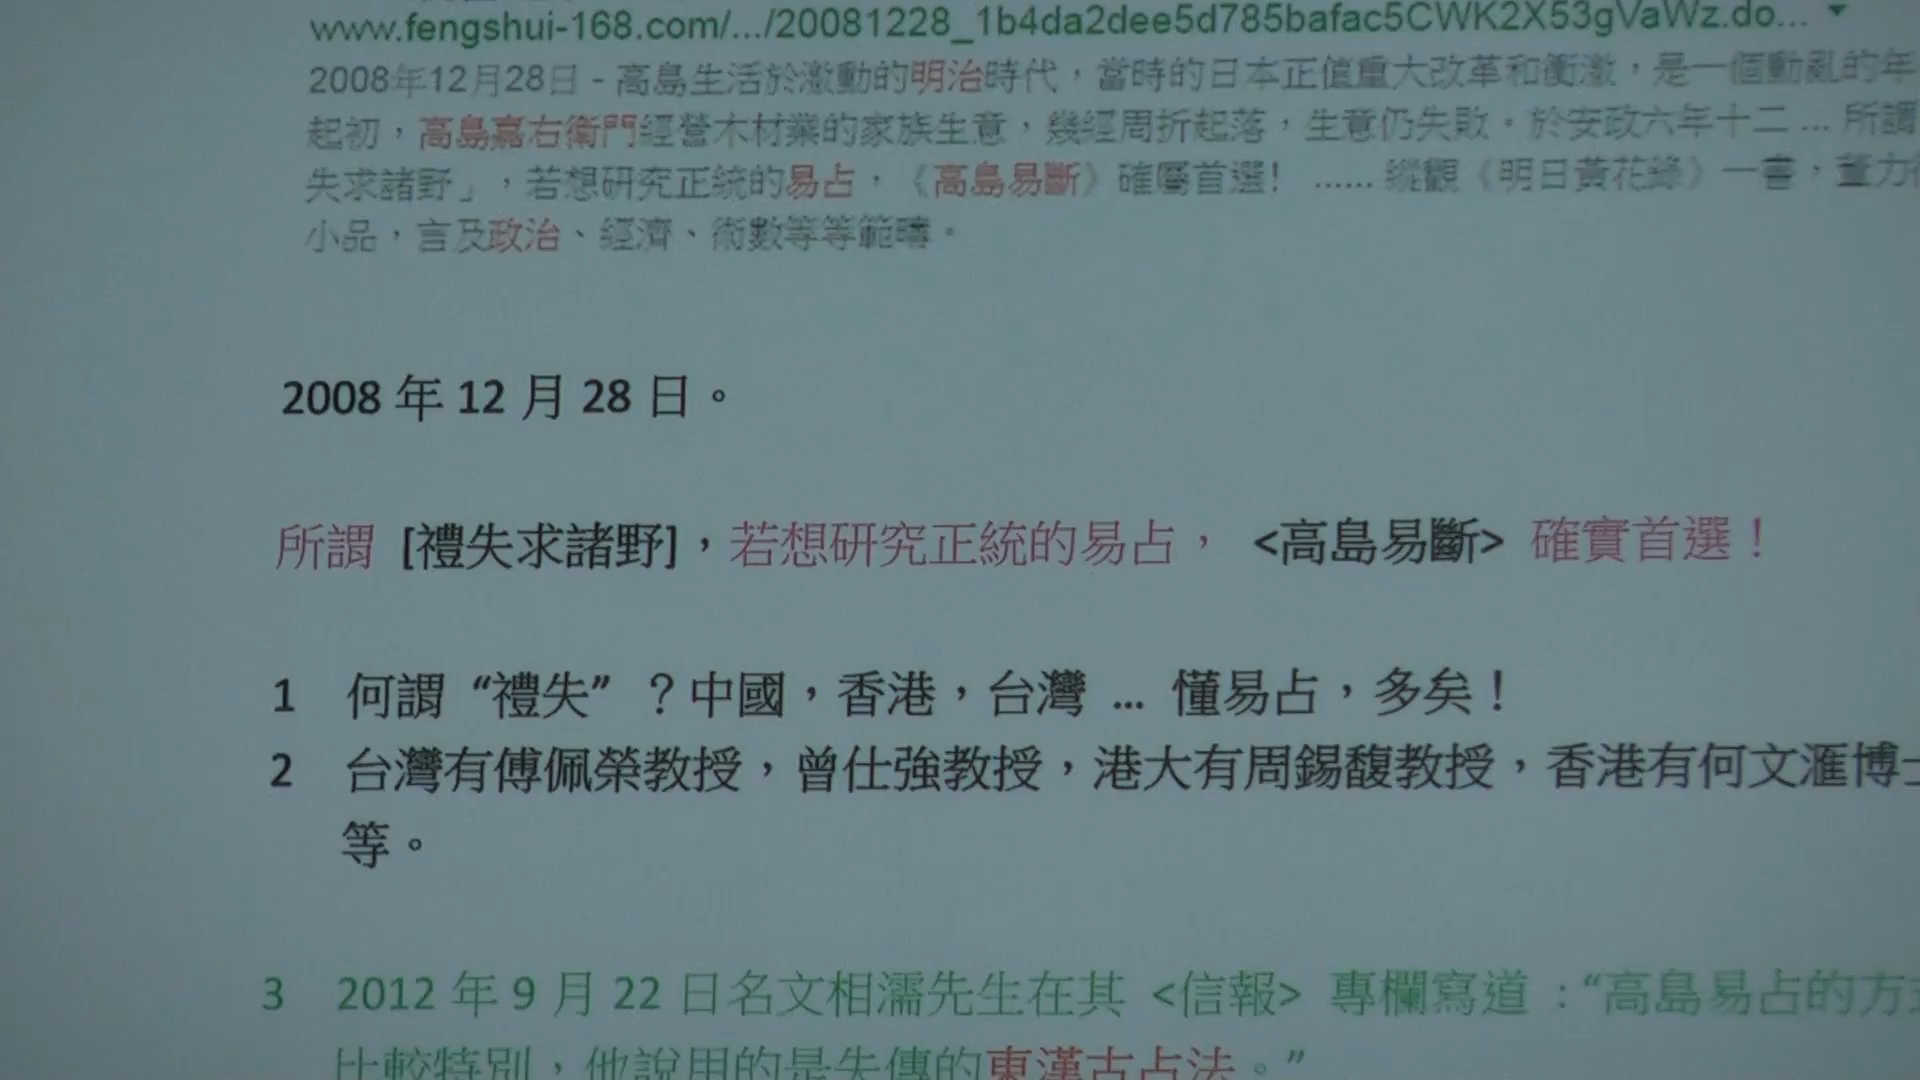 www.fengshui-168.com/.../20081228_1b4da2dee5d785bafac5CWK2X53gVaWz.do...
2008年12月28日 - 高島生活於激動的明治時代，當時的日本正值重大改革和衝激，是一個動亂的年
起初，高島嘉右衛門經營木材業的家族生意，幾經周折起落，生意仍失敗。於安政六年十二 ... 所謂
失求諸野」，若想研究正統的易占，《高島易斷》確屬首選! ...... 縱觀《明日黃花綠》一書，董力
小品，言及政治、經濟、術數等等範疇。
2008 年 12 月 28 日。
所謂 [禮失求諸野]，若想研究正統的易占， <高島易斷> 確實首選！
1 何謂 “禮失” ？中國，香港，台灣 ... 懂易占，多矣！
2 台灣有傅佩榮教授，曾仕強教授，港大有周錫馥教授，香港有何文滙博士
等。
3 2012 年 9 月 22 日名文相濡先生在其 <信報> 專欄寫道：“高島易占的方式
比較特別，他說用的是失傳的東漢古占法。”